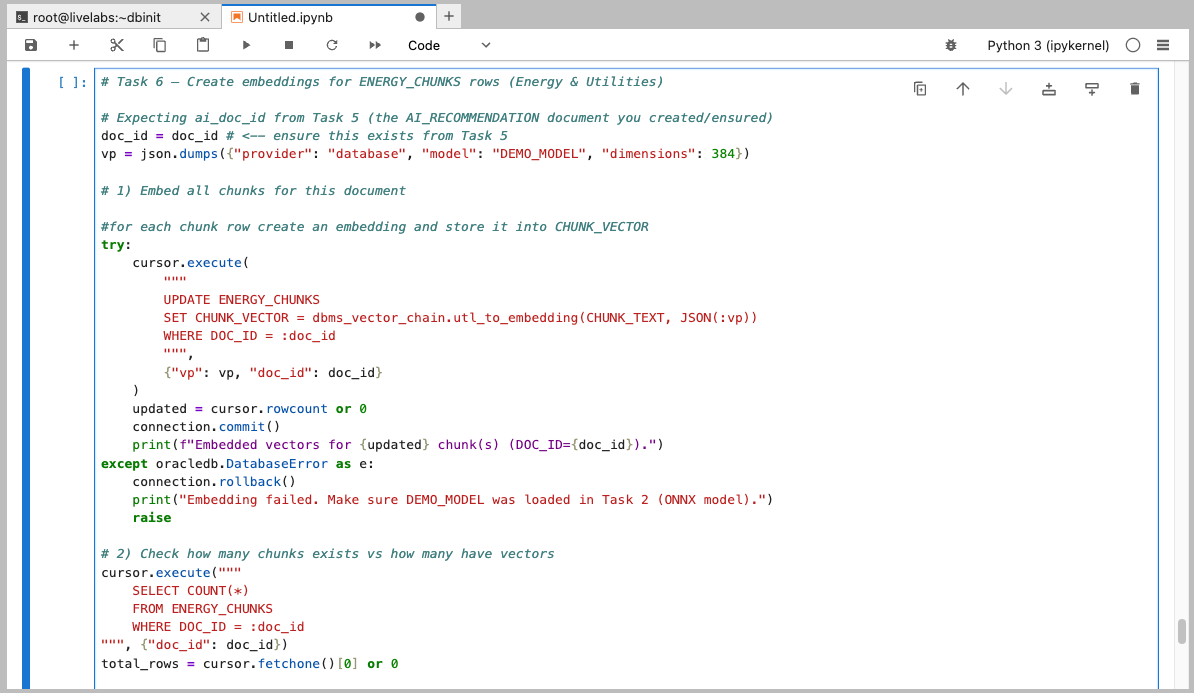 root@livelabs:~dbinit
Untitled.ipynb
Code
Python 3 (ipykernel)
[ ]:
# Task 6 — Create embeddings for ENERGY_CHUNKS rows (Energy & Utilities)
# Expecting ai_doc_id from Task 5 (the AI_RECOMMENDATION document you created/ensured)
doc_id = doc_id # <—— ensure this exists from Task 5
vp = json.dumps({"provider": "database", "model": "DEMO_MODEL", "dimensions": 384})
# 1) Embed all chunks for this document
#for each chunk row create an embedding and store it into CHUNK_VECTOR
try:
    cursor.execute(
        """
        UPDATE ENERGY_CHUNKS
        SET CHUNK_VECTOR = dbms_vector_chain.utl_to_embedding(CHUNK_TEXT, JSON(:vp))
        WHERE DOC_ID = :doc_id
        """,
        {"vp": vp, "doc_id": doc_id}
    )
    updated = cursor.rowcount or 0
    connection.commit()
    print(f"Embedded vectors for {updated} chunk(s) (DOC_ID={doc_id}).")
except oracledb.DatabaseError as e:
    connection.rollback()
    print("Embedding failed. Make sure DEMO_MODEL was loaded in Task 2 (ONNX model).")
    raise
# 2) Check how many chunks exists vs how many have vectors
cursor.execute("""
    SELECT COUNT(*)
    FROM ENERGY_CHUNKS
    WHERE DOC_ID = :doc_id
""", {"doc_id": doc_id})
total_rows = cursor.fetchone()[0] or 0